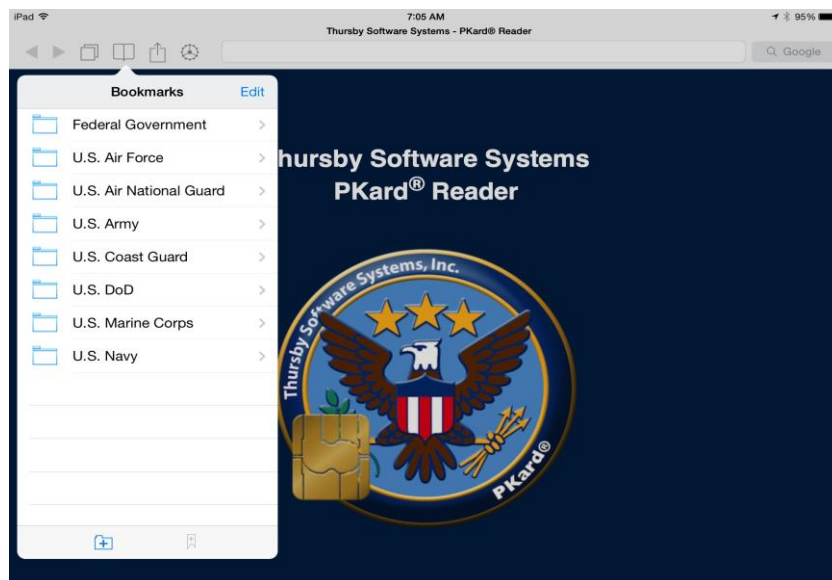 iPad 7:05 AM 95%
Thursby Software Systems - PKard® Reader
Google
Bookmarks Edit
Federal Government
U.S. Air Force
U.S. Air National Guard
U.S. Army
U.S. Coast Guard
U.S. DoD
U.S. Marine Corps
U.S. Navy
hursby Software Systems
PKard® Reader
Thursby Software Systems, Inc.
PKard®